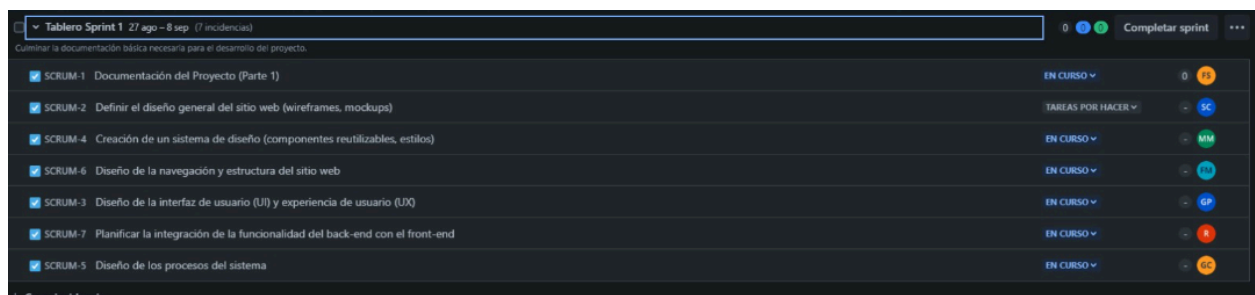 Tablero Sprint 1 27 ago – 8 sep (7 incidencias) 0 0 0 Completar sprint
Culminar la documentación básica necesaria para el desarrollo del proyecto.
SCRUM-1 Documentación del Proyecto (Parte 1) EN CURSO 0 FS
SCRUM-2 Definir el diseño general del sitio web (wireframes, mockups) TAREAS POR HACER - SC
SCRUM-4 Creación de un sistema de diseño (componentes reutilizables, estilos) EN CURSO - MM
SCRUM-6 Diseño de la navegación y estructura del sitio web EN CURSO - FM
SCRUM-3 Diseño de la interfaz de usuario (UI) y experiencia de usuario (UX) EN CURSO - GP
SCRUM-7 Planificar la integración de la funcionalidad del back-end con el front-end EN CURSO - R
SCRUM-5 Diseño de los procesos del sistema EN CURSO - GC